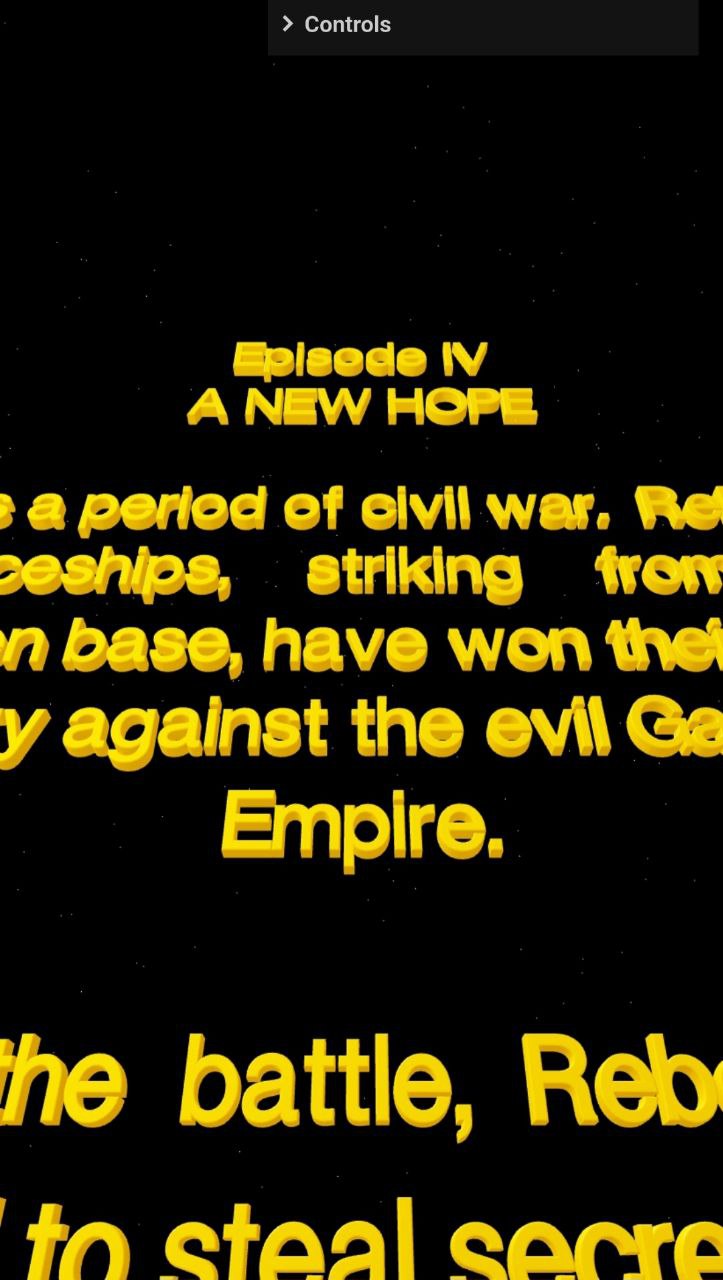 Controls
Episode IV
A NEW HOPE
a period of civil war.
striking from
base, have won
against the evil
Empire.
the battle,
to steal